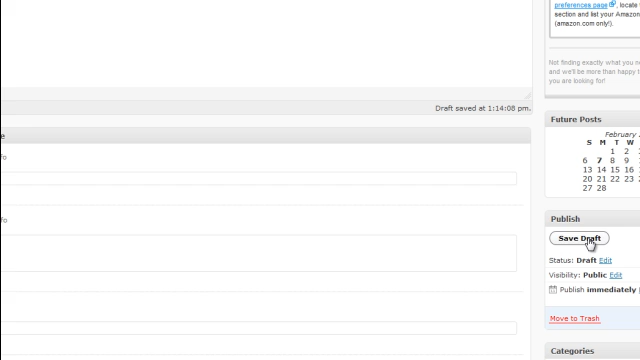 preferences page, locate
section and list your Amazon
(amazon.com only!).
Not finding exactly what you
and we'll be more than happy
you are looking for!
Draft saved at 1:14:08 pm.
Future Posts
February
S M T W
1 2
6 7 8 9
13 14 15 16
20 21 22 23
27 28
Publish
Save Draft
Status: Draft Edit
Visibility: Public Edit
Publish immediately
Move to Trash
Categories